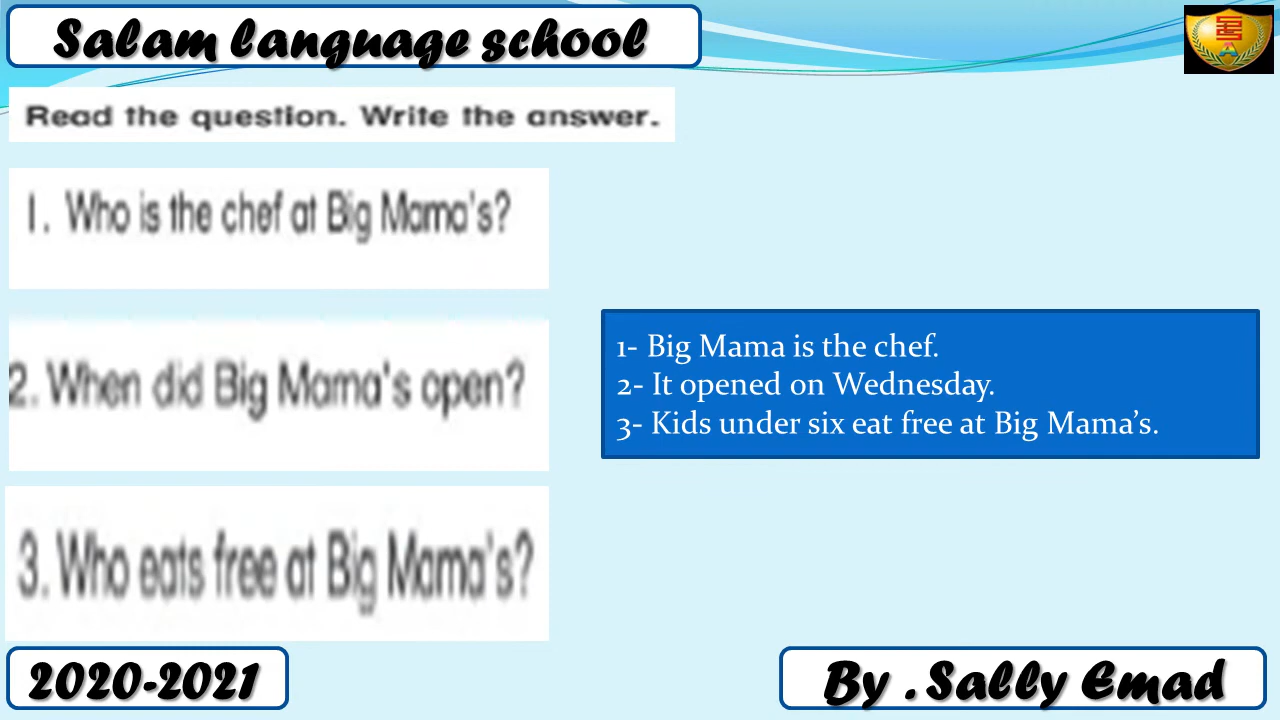 Salam language school
Read the question. Write the answer.
1. Who is the chef at Big Mama's?
2. When did Big Mama's open?
1- Big Mama is the chef.
2- It opened on Wednesday.
3- Kids under six eat free at Big Mama’s.
3. Who eats free at Big Mama's?
2020-2021
By . Sally Emad